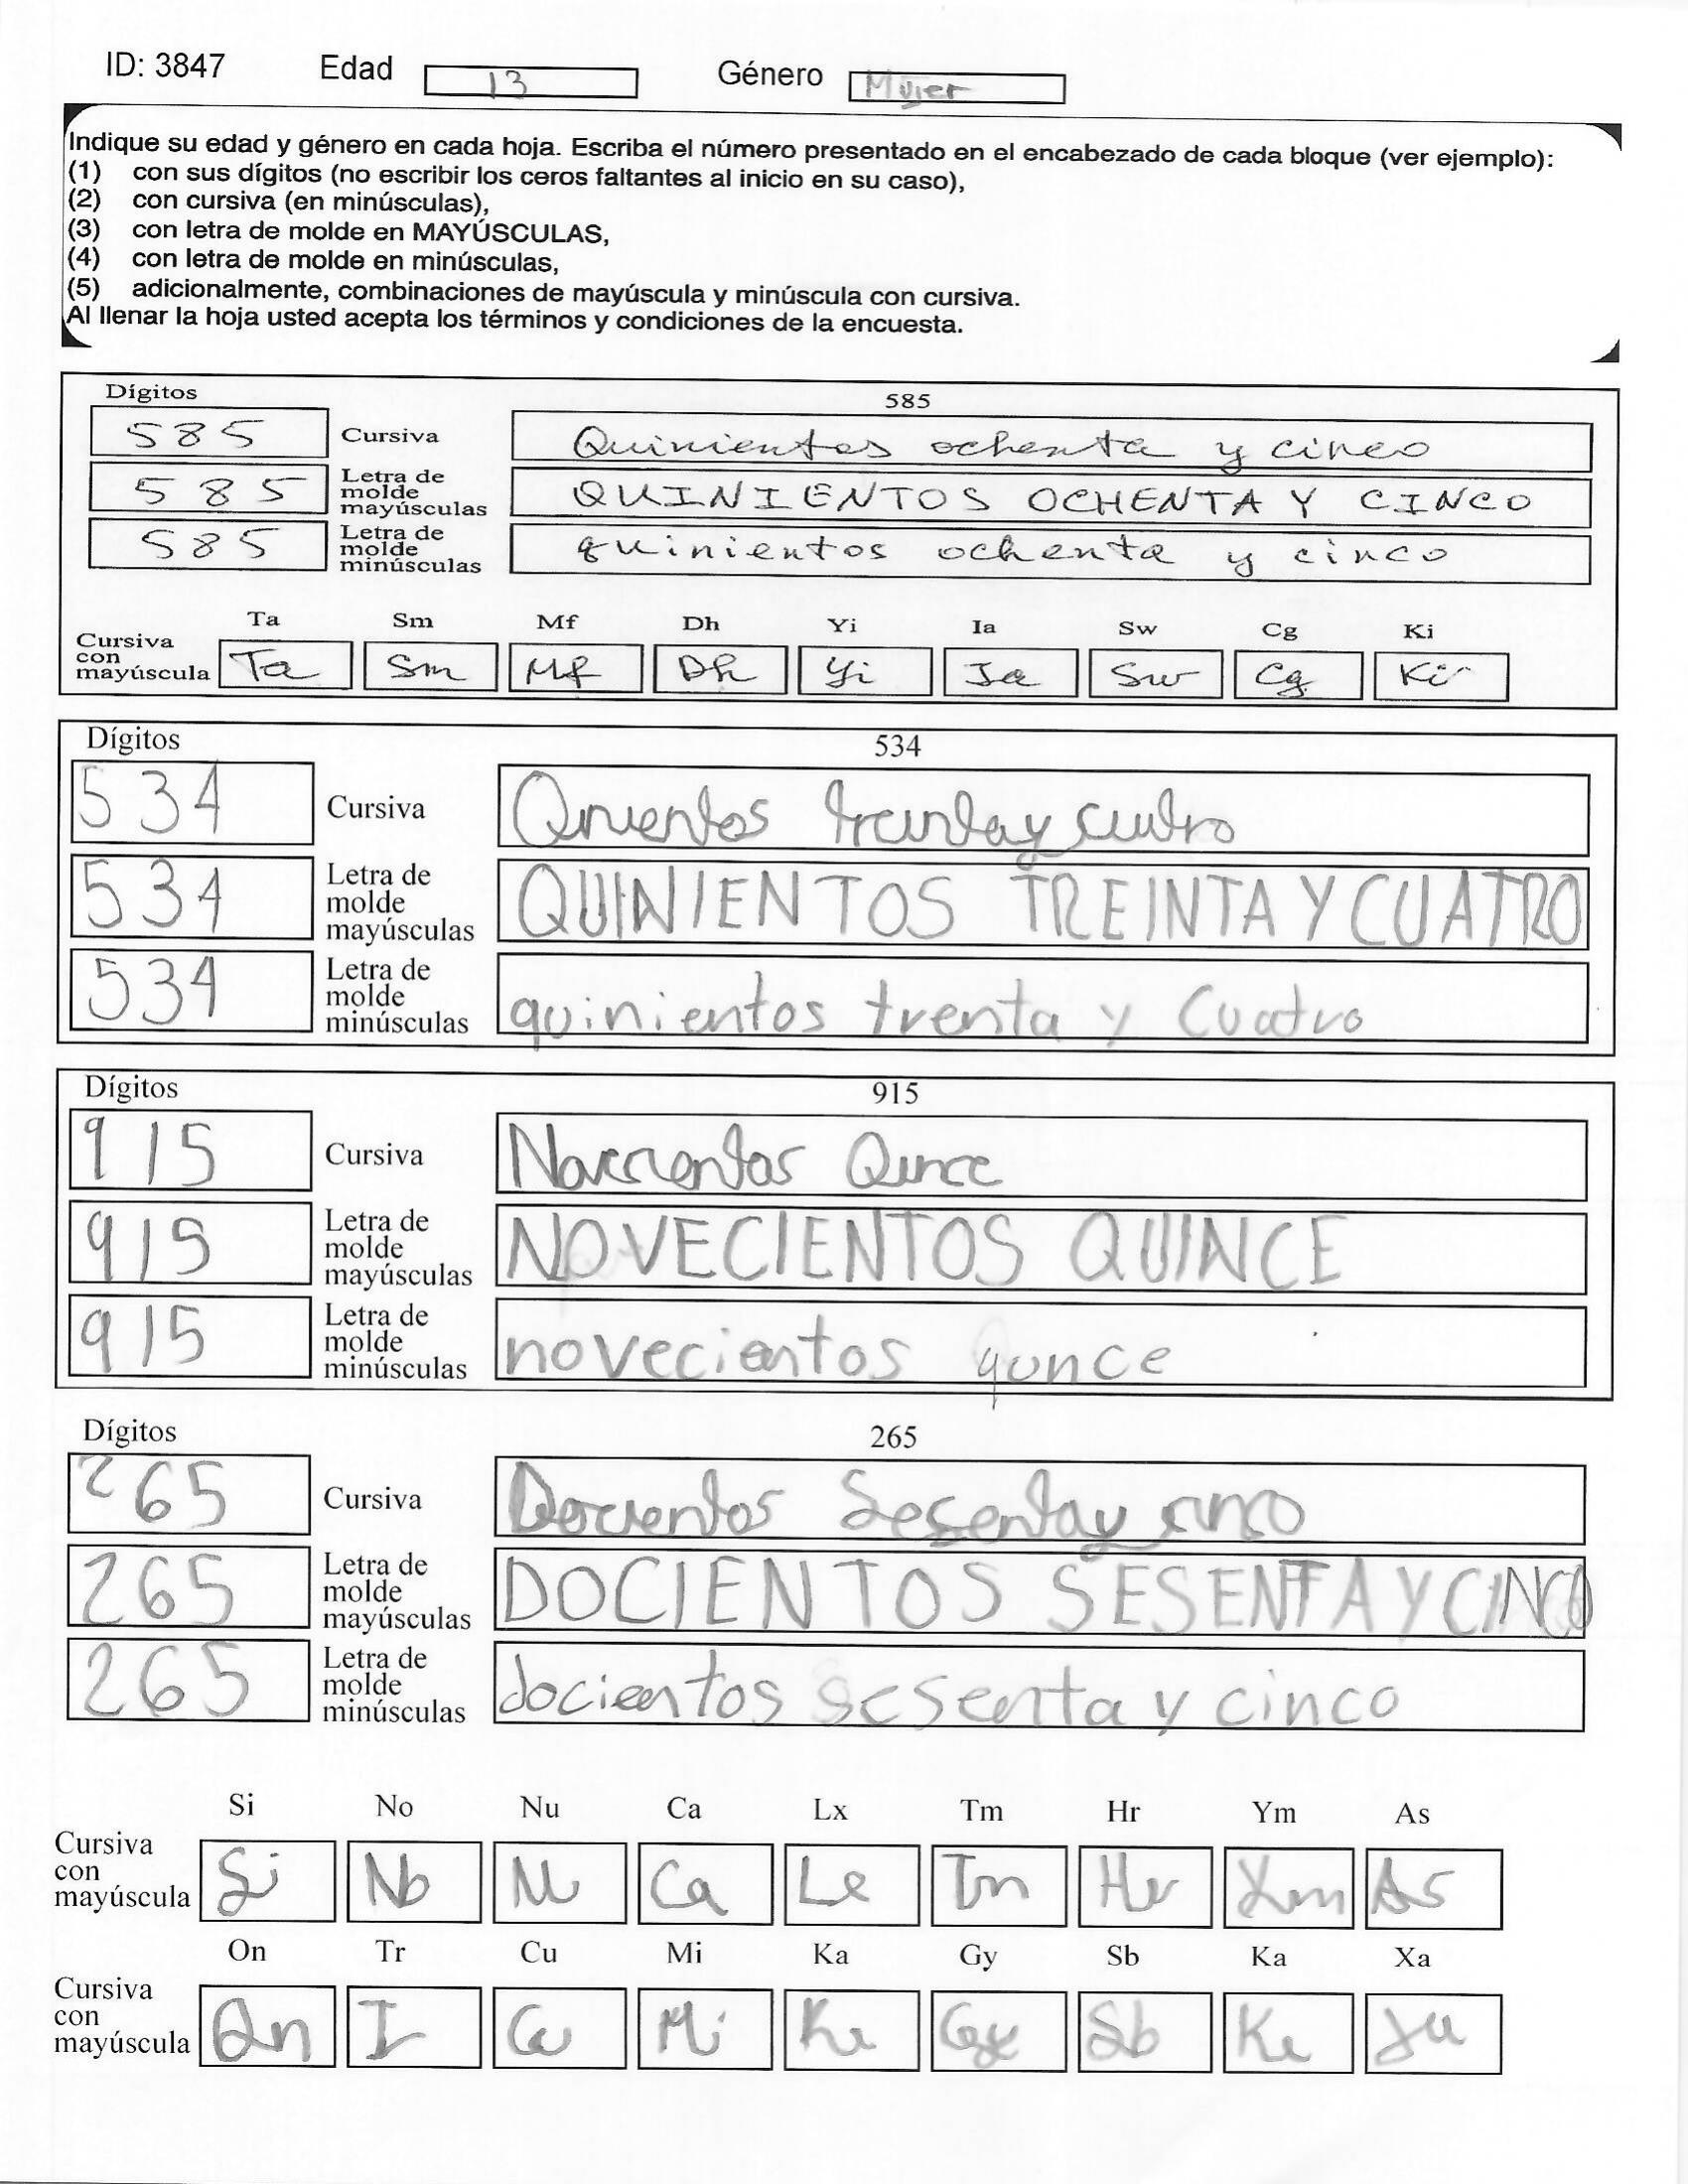 ID: 3847 Edad 13 Género Mujer
Indique su edad y género en cada hoja. Escriba el número presentado en el encabezado de cada bloque (ver ejemplo):
(1) con sus dígitos (no escribir los ceros faltantes al inicio en su caso),
(2) con cursiva (en minúsculas),
(3) con letra de molde en MAYÚSCULAS,
(4) con letra de molde en minúsculas,
(5) adicionalmente, combinaciones de mayúscula y minúscula con cursiva.
Al llenar la hoja usted acepta los términos y condiciones de la encuesta.
Dígitos 585
585 Cursiva Quinientos ochenta y cinco
585 Letra de molde mayúsculas QUINIENTOS OCHENTA Y CINCO
585 Letra de molde minúsculas quinientos ochenta y cinco
Ta Sm Mf Dh Yi Ia Sw Cg Ki
Cursiva con mayúscula Ta Sm Mf Dh Yi Ia Sw Cg Ki
Dígitos 534
534 Cursiva treinta y
534 Letra de molde mayúsculas QUINIENTOS TREINTA Y CUATRO
534 Letra de molde minúsculas quinientos trenta y Cuatro
Dígitos 915
915 Cursiva
915 Letra de molde mayúsculas NOVECIENTOS QUINCE
915 Letra de molde minúsculas novecientos qunce
Dígitos 265
265 Cursiva Docientos Sesenta y
265 Letra de molde mayúsculas DOCIENTOS SESENTA Y CINCO
265 Letra de molde minúsculas docientos sesenta y cinco
Si No Nu Ca Lx Tm Hr Ym As
Cursiva con mayúscula Si No Ca Le Tm Hr Ym As
On Tr Cu Mi Ka Gy Sb Ka Xa
Cursiva con mayúscula On Cu Mi Ka Gy Sb Ka